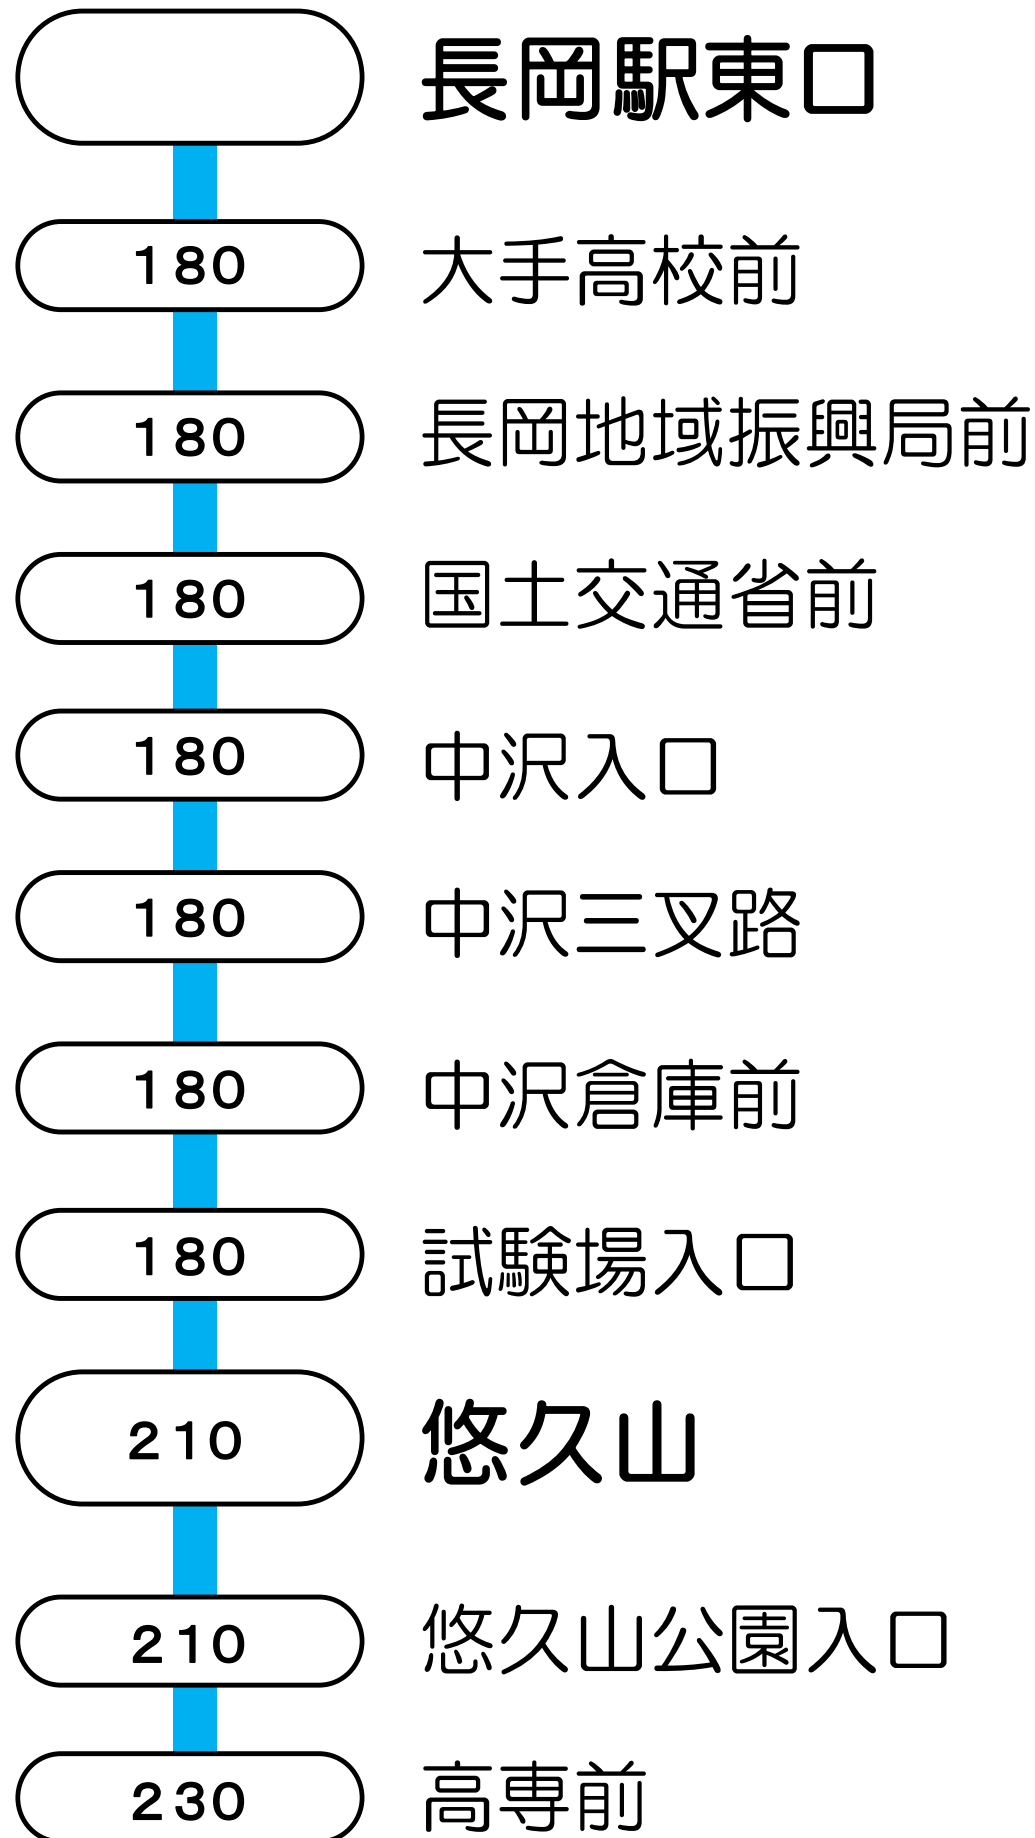 長岡駅東口
180 大手高校前
180 長岡地域振興局前
180 国土交通省前
180 中沢入口
180 中沢三叉路
180 中沢倉庫前
180 試験場入口
210 悠久山
210 悠久山公園入口
230 高専前